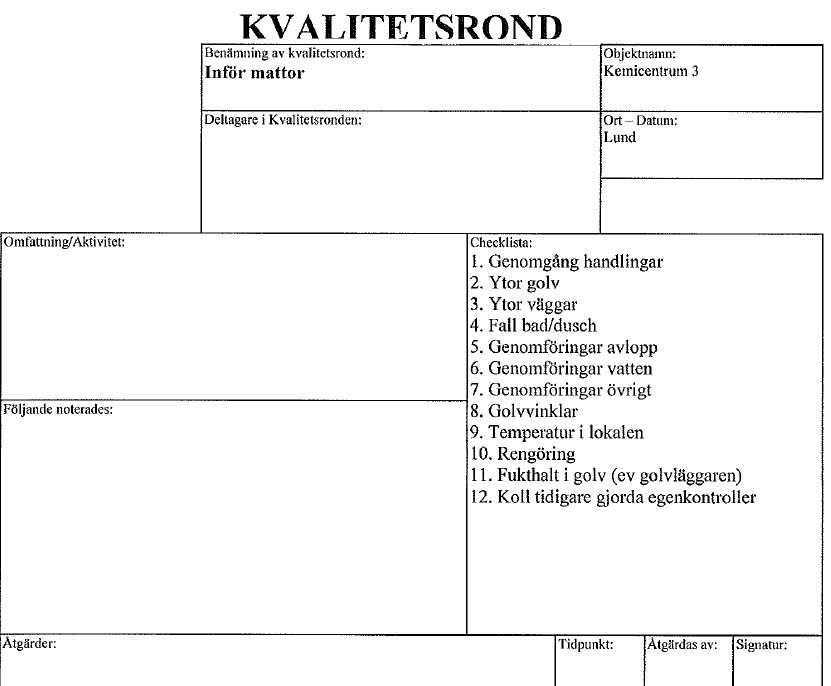 KVALITETSROND
Benämning av kvalitetsrond:
Inför mattor
Objektnamn:
Kemicentrum 3
Deltagare i Kvalitetsronden:
Ort – Datum:
Lund
Omfattning/Aktivitet:
Checklista:
1. Genomgång handlingar
2. Ytor golv
3. Ytor väggar
4. Fall bad/dusch
5. Genomföringar avlopp
6. Genomföringar vatten
7. Genomföringar övrigt
8. Golvvinklar
9. Temperatur i lokalen
10. Rengöring
11. Fukthalt i golv (ev golvläggaren)
12. Koll tidigare gjorda egenkontroller
Följande noterades:
Åtgärder:
Tidpunkt:
Åtgärdas av:
Signatur: